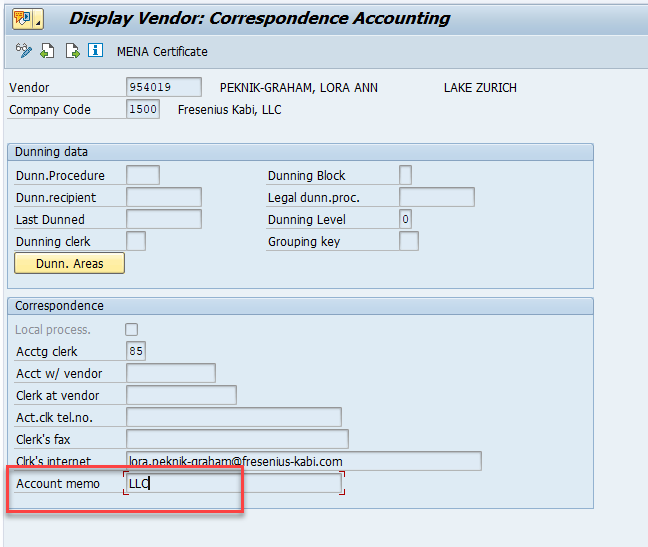 Display Vendor: Correspondence Accounting
MENA Certificate
Vendor 954019 PEKNIK-GRAHAM, LORA ANN LAKE ZURICH
Company Code 1500 Fresenius Kabi, LLC
Dunning data
Dunn.Procedure Dunning Block
Dunn.recipient Legal dunn.proc.
Last Dunned Dunning Level 0
Dunning clerk Grouping key
Dunn. Areas
Correspondence
Local process.
Acctg clerk 85
Acct w/ vendor
Clerk at vendor
Act.clk tel.no.
Clerk's fax
Clrk's internet lora.peknik-graham@fresenius-kabi.com
Account memo LLC